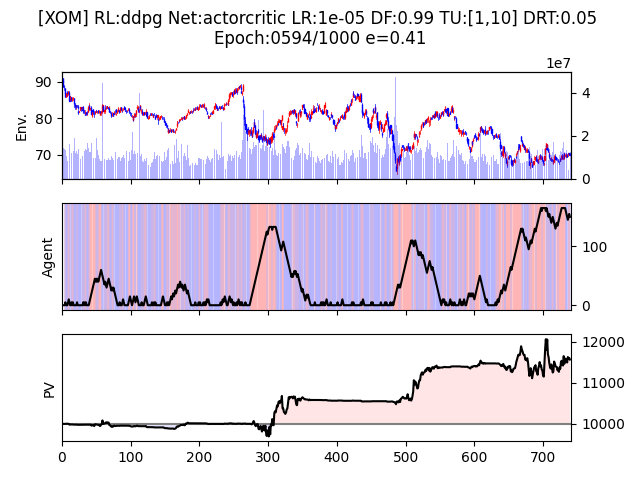 [XOM] RL:ddpg Net:actorcritic LR:1e-05 DF:0.99 TU:[1,10] DRT:0.05
Epoch:0594/1000 e=0.41
1e7
90
80
70
Env.
4
2
0
Agent
100
0
PV
12000
11000
10000
0 100 200 300 400 500 600 700